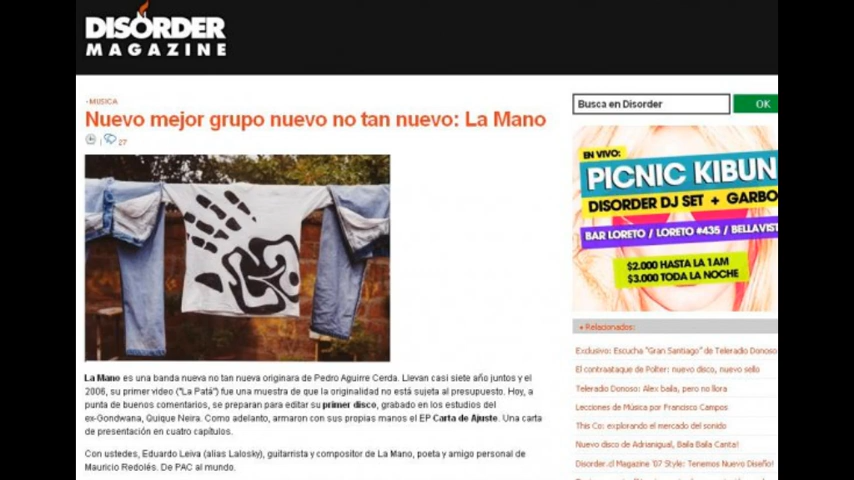 DISORDER
MAGAZINE
MUSICA
Nuevo mejor grupo nuevo no tan nuevo: La Mano
27
La Mano es una banda nueva no tan nueva originara de Pedro Aguirre Cerda. Llevan casi siete año juntos y el
2006, su primer video ("La Patá") fue una muestra de que la originalidad no está sujeta al presupuesto. Hoy, a
punta de buenos comentarios, se preparan para editar su primer disco, grabado en los estudios del
ex-Gondwana, Quique Neira. Como adelanto, armaron con sus propias manos el EP Carta de Ajuste. Una carta
de presentación en cuatro capítulos.
Con ustedes, Eduardo Leiva (alias Lalosky), guitarrista y compositor de La Mano, poeta y amigo personal de
Mauricio Redolés. De PAC al mundo.
Busca en Disorder
OK
EN VIVO:
PICNIC KIBUN
DISORDER DJ SET + GARBO
BAR LORETO / LORETO #435 / BELLAVIST
$2.000 HASTA LA 1AM
$3.000 TODA LA NOCHE
+ Relacionados:
Exclusivo: Escucha "Gran Santiago" de Teleradio Donoso
El contraataque de Polter: nuevo disco, nuevo sello
Teleradio Donoso: Alex baila, pero no llora
Lecciones de Música por Francisco Campos
This Co: explorando el mercado del sonido
Nuevo disco de Adrianigual, Baila Baila Canta!
Disorder.cl Magazine '07 Style: Tenemos Nuevo Diseño!